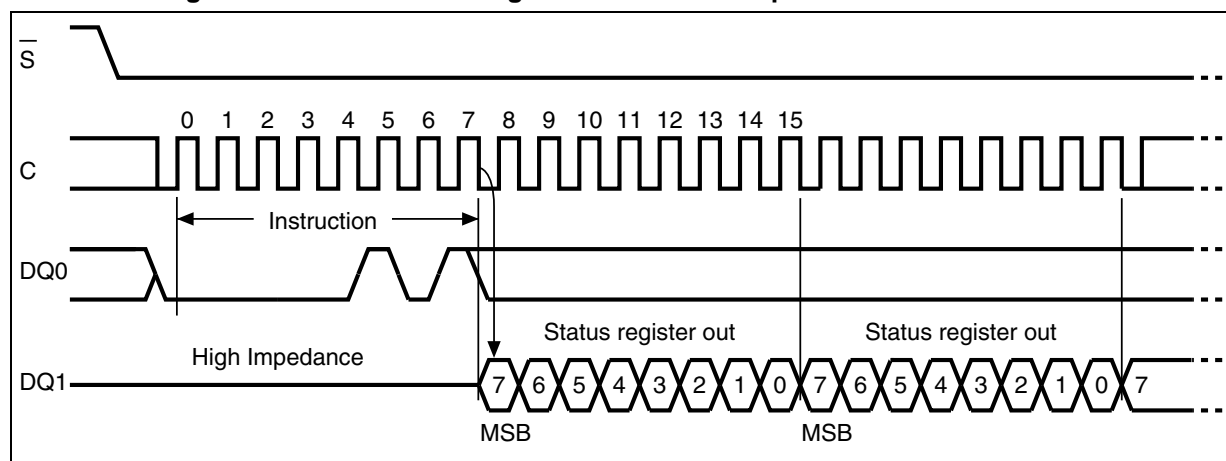 S
0 1 2 3 4 5 6 7 8 9 10 11 12 13 14 15
C
Instruction
DQ0
Status register out Status register out
High Impedance
DQ1 7 6 5 4 3 2 1 0 7 6 5 4 3 2 1 0 7
MSB MSB